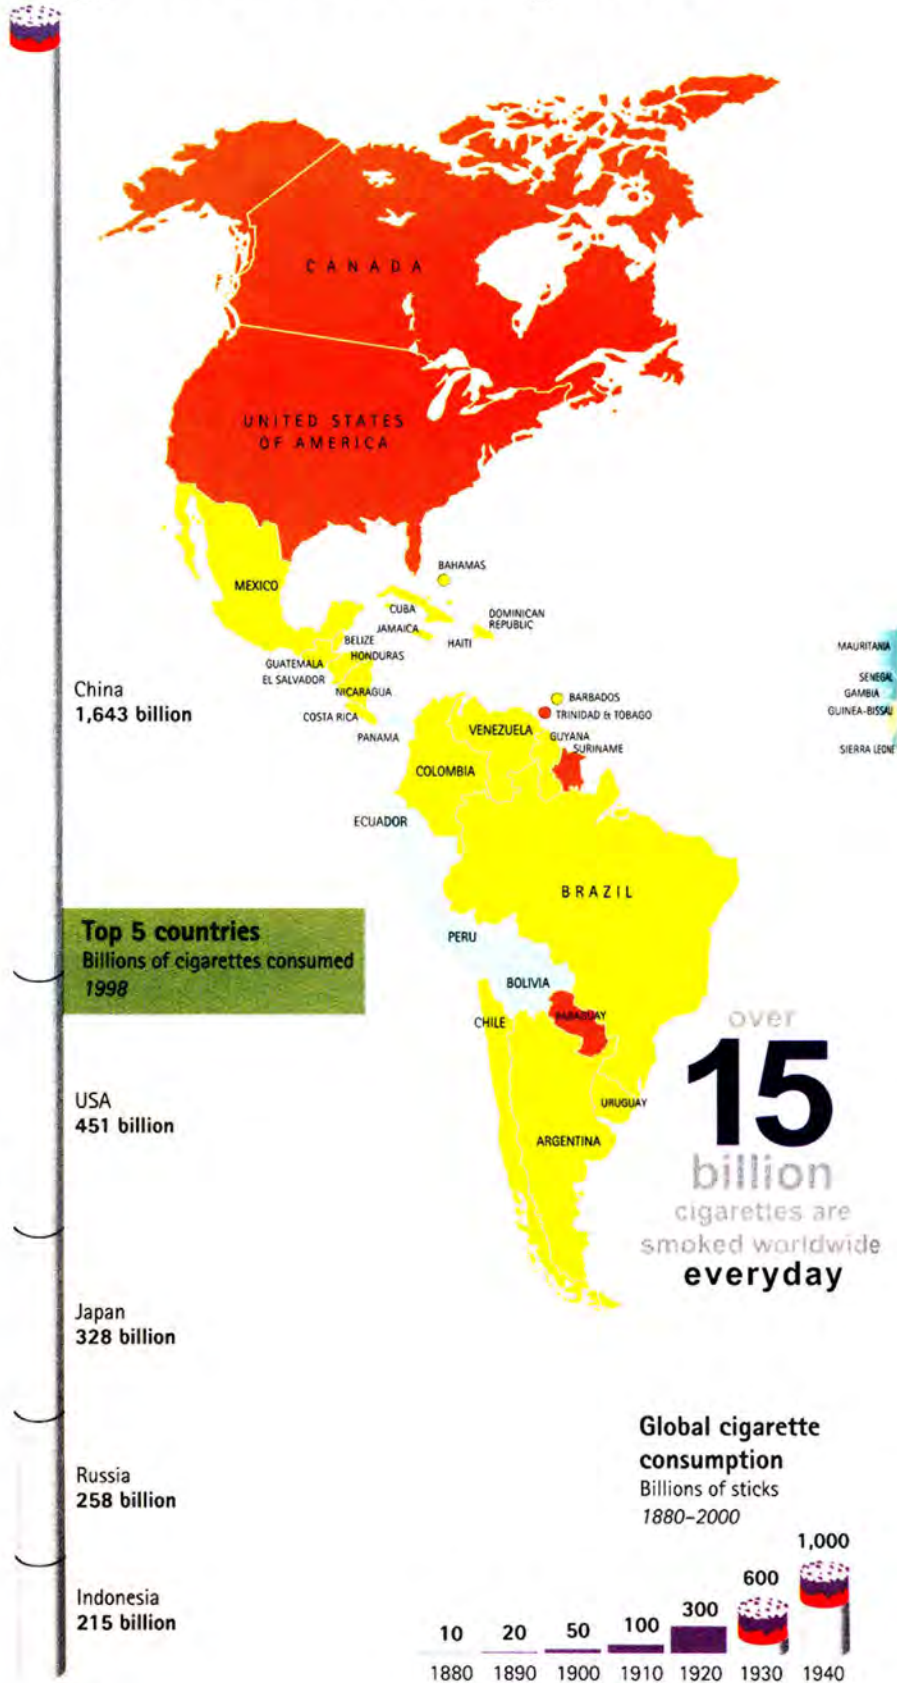 CANADA
UNITED STATES
OF AMERICA
MEXICO
BAHAMAS
CUBA
DOMINICAN
REPUBLIC
JAMAICA
HAITI
BELIZE
HONDURAS
GUATEMALA
EL SALVADOR
NICARAGUA
COSTA RICA
PANAMA
BARBADOS
TRINIDAD & TOBAGO
VENEZUELA
GUYANA
SURINAME
COLOMBIA
ECUADOR
BRAZIL
PERU
BOLIVIA
PARAGUAY
CHILE
URUGUAY
ARGENTINA
MAURITANIA
SENEGAL
GAMBIA
GUINEA-BISSAU
SIERRA LEONE
China
1,643 billion
Top 5 countries
Billions of cigarettes consumed
1998
USA
451 billion
Japan
328 billion
Russia
258 billion
Indonesia
215 billion
over
15
billion
cigarettes are
smoked worldwide
everyday
Global cigarette
consumption
Billions of sticks
1880–2000
10 20 50 100 300 600 1,000
1880 1890 1900 1910 1920 1930 1940